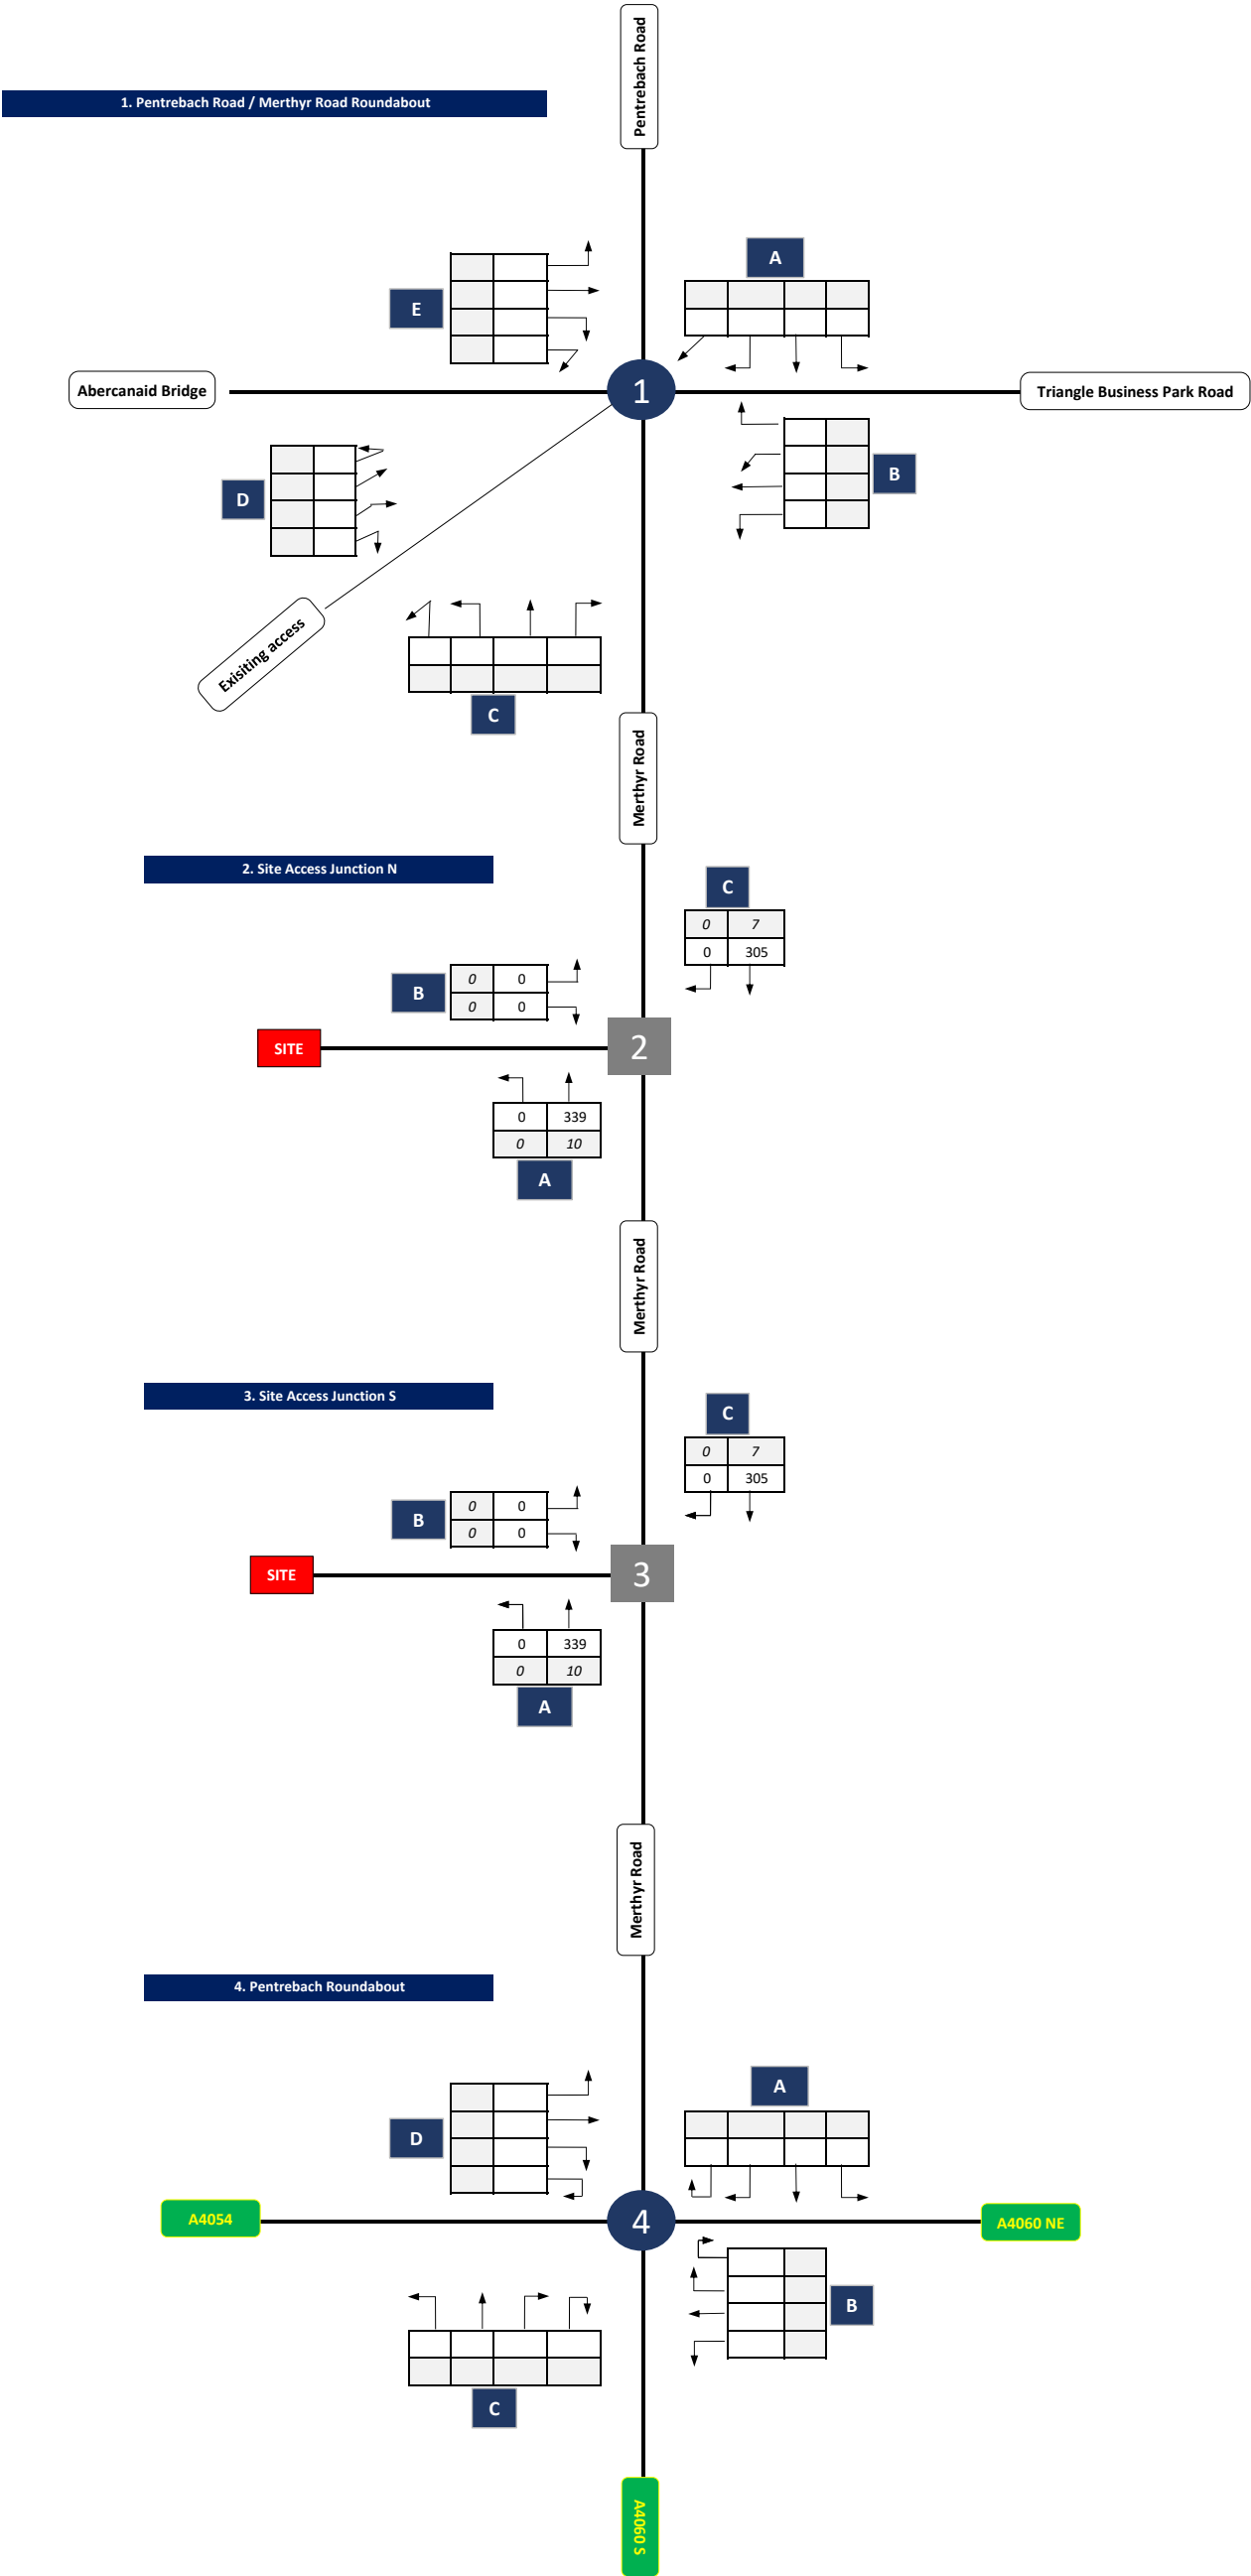 Pentrebach Road
1. Pentrebach Road / Merthyr Road Roundabout
A
E
Abercanaid Bridge
1
Triangle Business Park Road
B
D
Exisiting access
C
Merthyr Road
2. Site Access Junction N
C
0 7
0 305
B
0 0
0 0
SITE
2
0 339
0 10
A
Merthyr Road
3. Site Access Junction S
C
0 7
0 305
B
0 0
0 0
SITE
3
0 339
0 10
A
Merthyr Road
4. Pentrebach Roundabout
A
D
A4054
4
A4060 NE
B
C
A4060 S